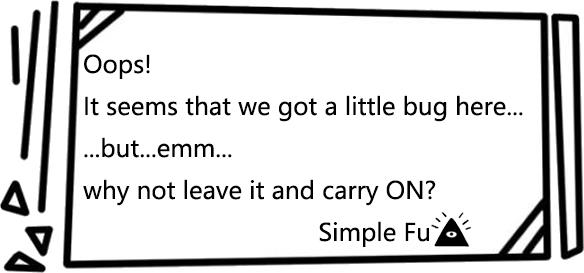 Oops!
It seems that we got a little bug here...
...but...emm...
why not leave it and carry ON?
Simple Fu